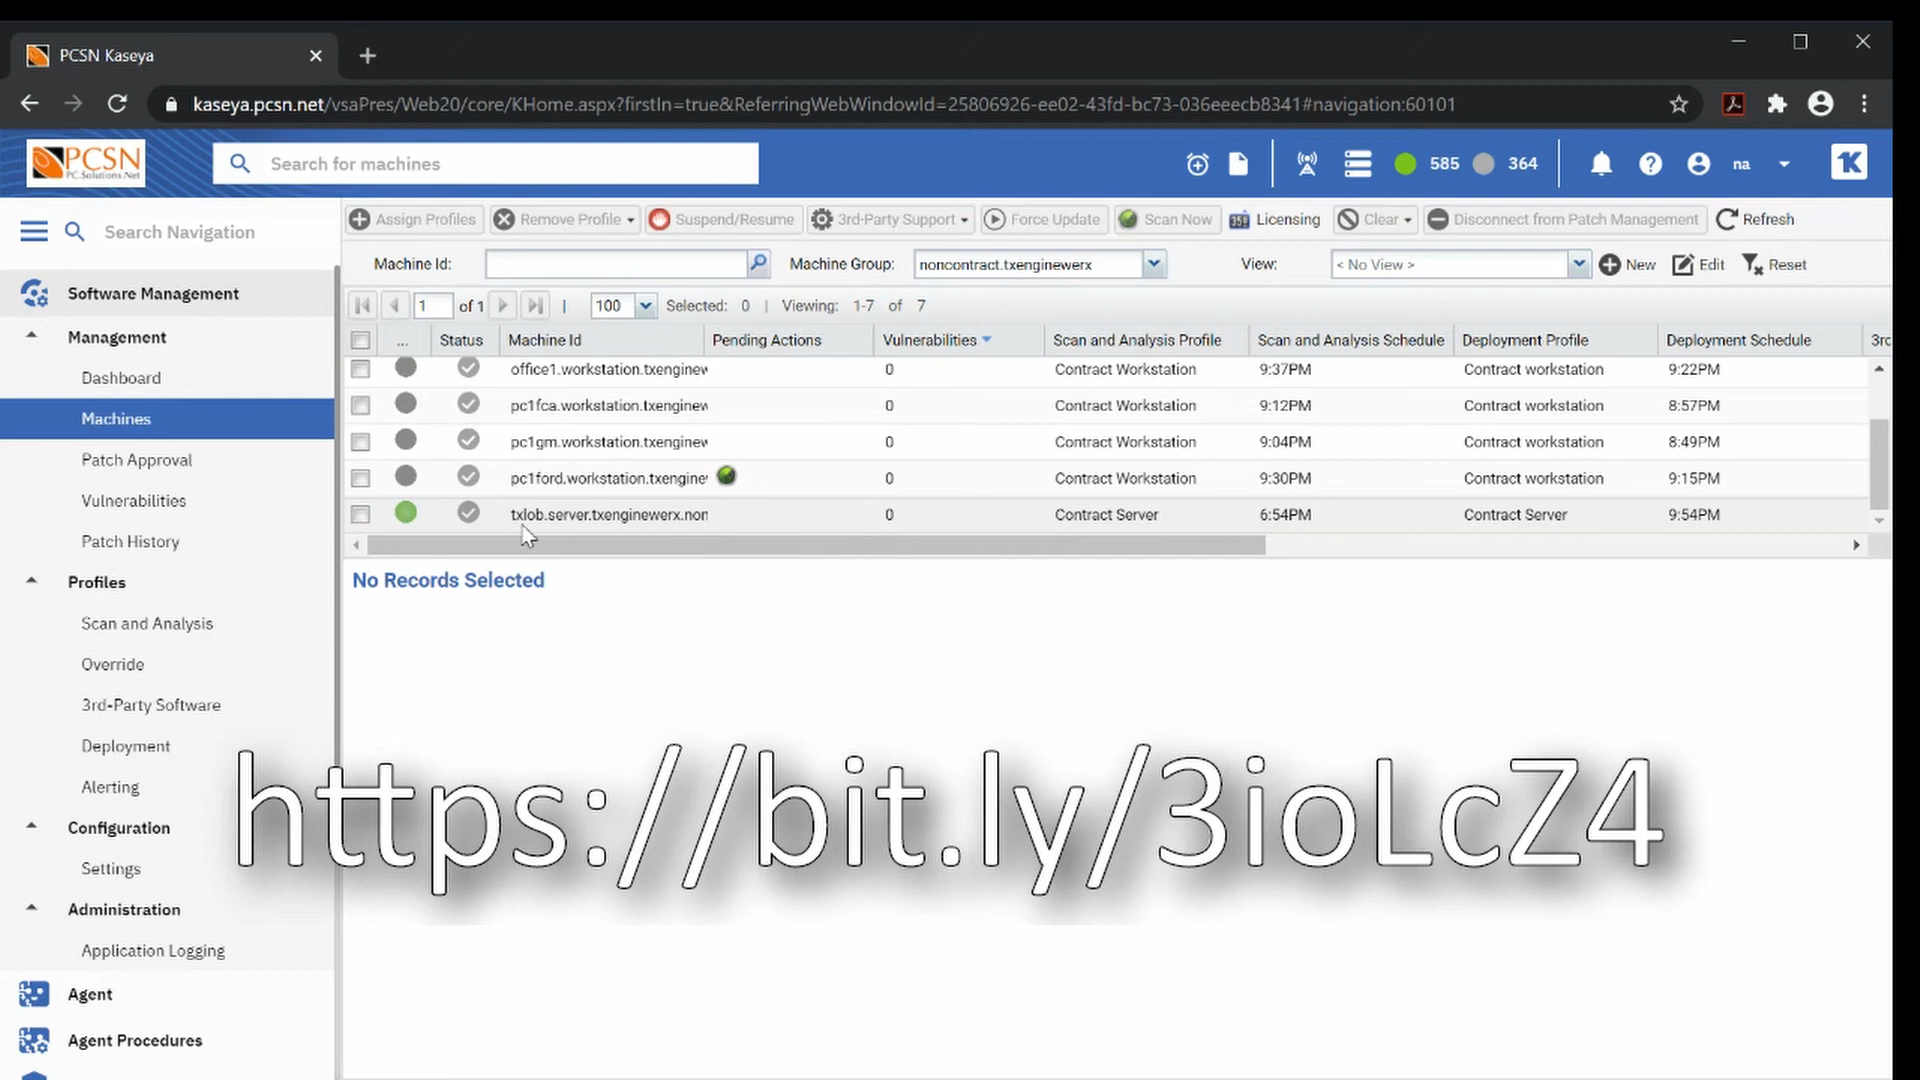 PCSN Kaseya
kaseya.pcsn.net/vsaPres/Web20/core/KHome.aspx?firstIn=true&ReferringWebWindowId=25806926-ee02-43fd-bc73-036eeecb8341#navigation:60101
PCSN
PC.Solutions.Net
Search for machines
585
364
na
Search Navigation
Software Management
Management
Dashboard
Machines
Patch Approval
Vulnerabilities
Patch History
Profiles
Scan and Analysis
Override
3rd-Party Software
Deployment
Alerting
Configuration
Settings
Administration
Application Logging
Agent
Agent Procedures
Assign Profiles Remove Profile Suspend/Resume 3rd-Party Support Force Update Scan Now Licensing Clear Disconnect from Patch Management Refresh
Machine Id: Machine Group: noncontract.txenginewerx View: < No View > New Edit Reset
1 of 1 | 100 Selected: 0 | Viewing: 1-7 of 7
... Status Machine Id Pending Actions Vulnerabilities Scan and Analysis Profile Scan and Analysis Schedule Deployment Profile Deployment Schedule 3rc
office1.workstation.txenginew 0 Contract Workstation 9:37PM Contract workstation 9:22PM
pc1fca.workstation.txenginew 0 Contract Workstation 9:12PM Contract workstation 8:57PM
pc1gm.workstation.txenginew 0 Contract Workstation 9:04PM Contract workstation 8:49PM
pc1ford.workstation.txengine 0 Contract Workstation 9:30PM Contract workstation 9:15PM
txlob.server.txenginewerx.non 0 Contract Server 6:54PM Contract Server 9:54PM
No Records Selected
https://bit.ly/3ioLcZ4